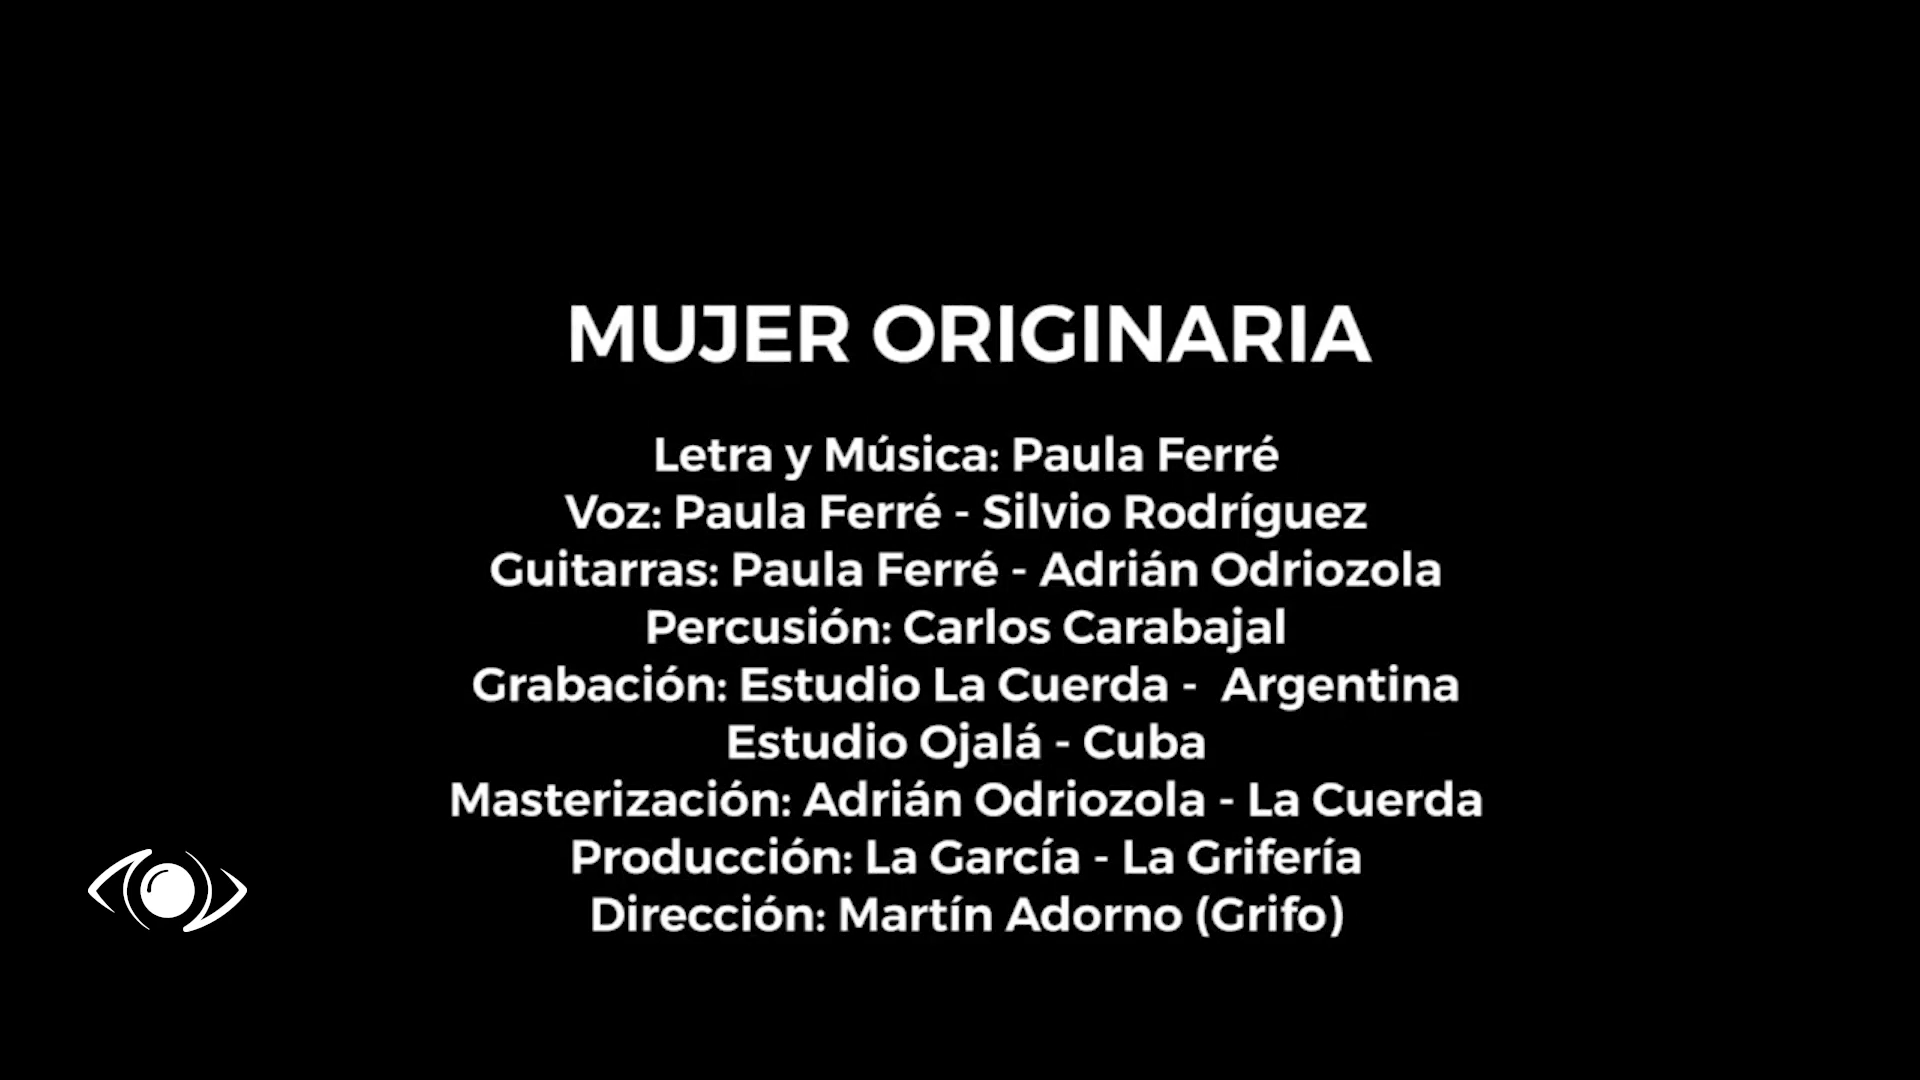 MUJER ORIGINARIA
Letra y Música: Paula Ferré
Voz: Paula Ferré - Silvio Rodríguez
Guitarras: Paula Ferré - Adrián Odriozola
Percusión: Carlos Carabajal
Grabación: Estudio La Cuerda - Argentina
Estudio Ojalá - Cuba
Masterización: Adrián Odriozola - La Cuerda
Producción: La García - La Grifería
Dirección: Martín Adorno (Grifo)